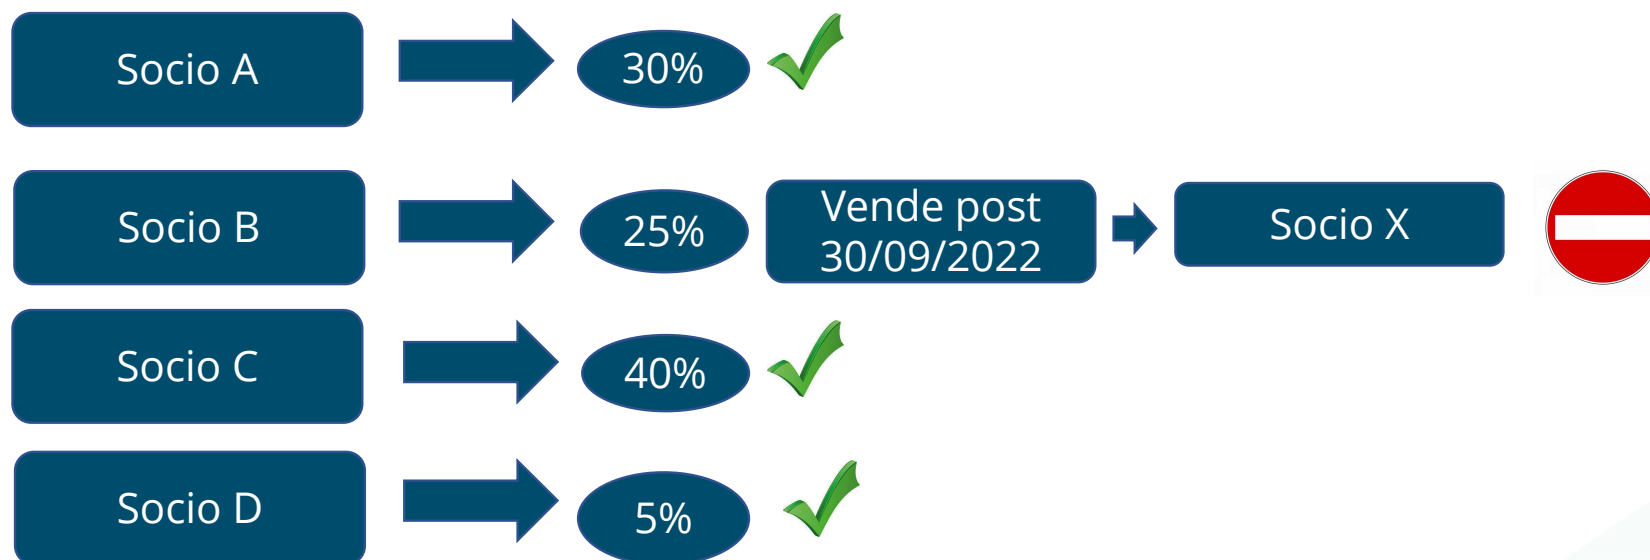 Socio A
30%
Socio B
25%
Vende post
30/09/2022
Socio X
Socio C
40%
Socio D
5%